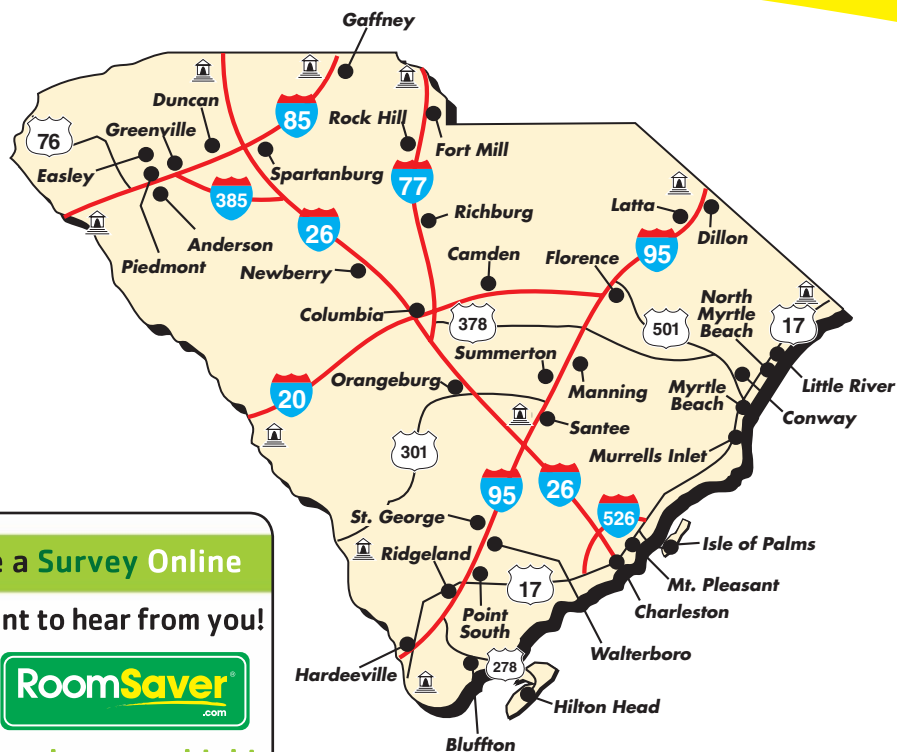 Gaffney
Duncan
85
Rock Hill
76
Greenville
Fort Mill
Easley
Spartanburg
77
385
Latta
Richburg
26
Dillon
Anderson
95
Piedmont
Camden
Florence
Newberry
North
Myrtle
Beach
17
Columbia
378
501
Summerton
Orangeburg
Manning
Myrtle
Beach
Little River
20
Conway
Santee
301
Murrells Inlet
95
26
St. George
526
Isle of Palms
Ridgeland
17
Mt. Pleasant
Charleston
Point
South
Walterboro
Hardeeville
278
Hilton Head
Bluffton
a Survey Online
nt to hear from you!
RoomSaver®
.com